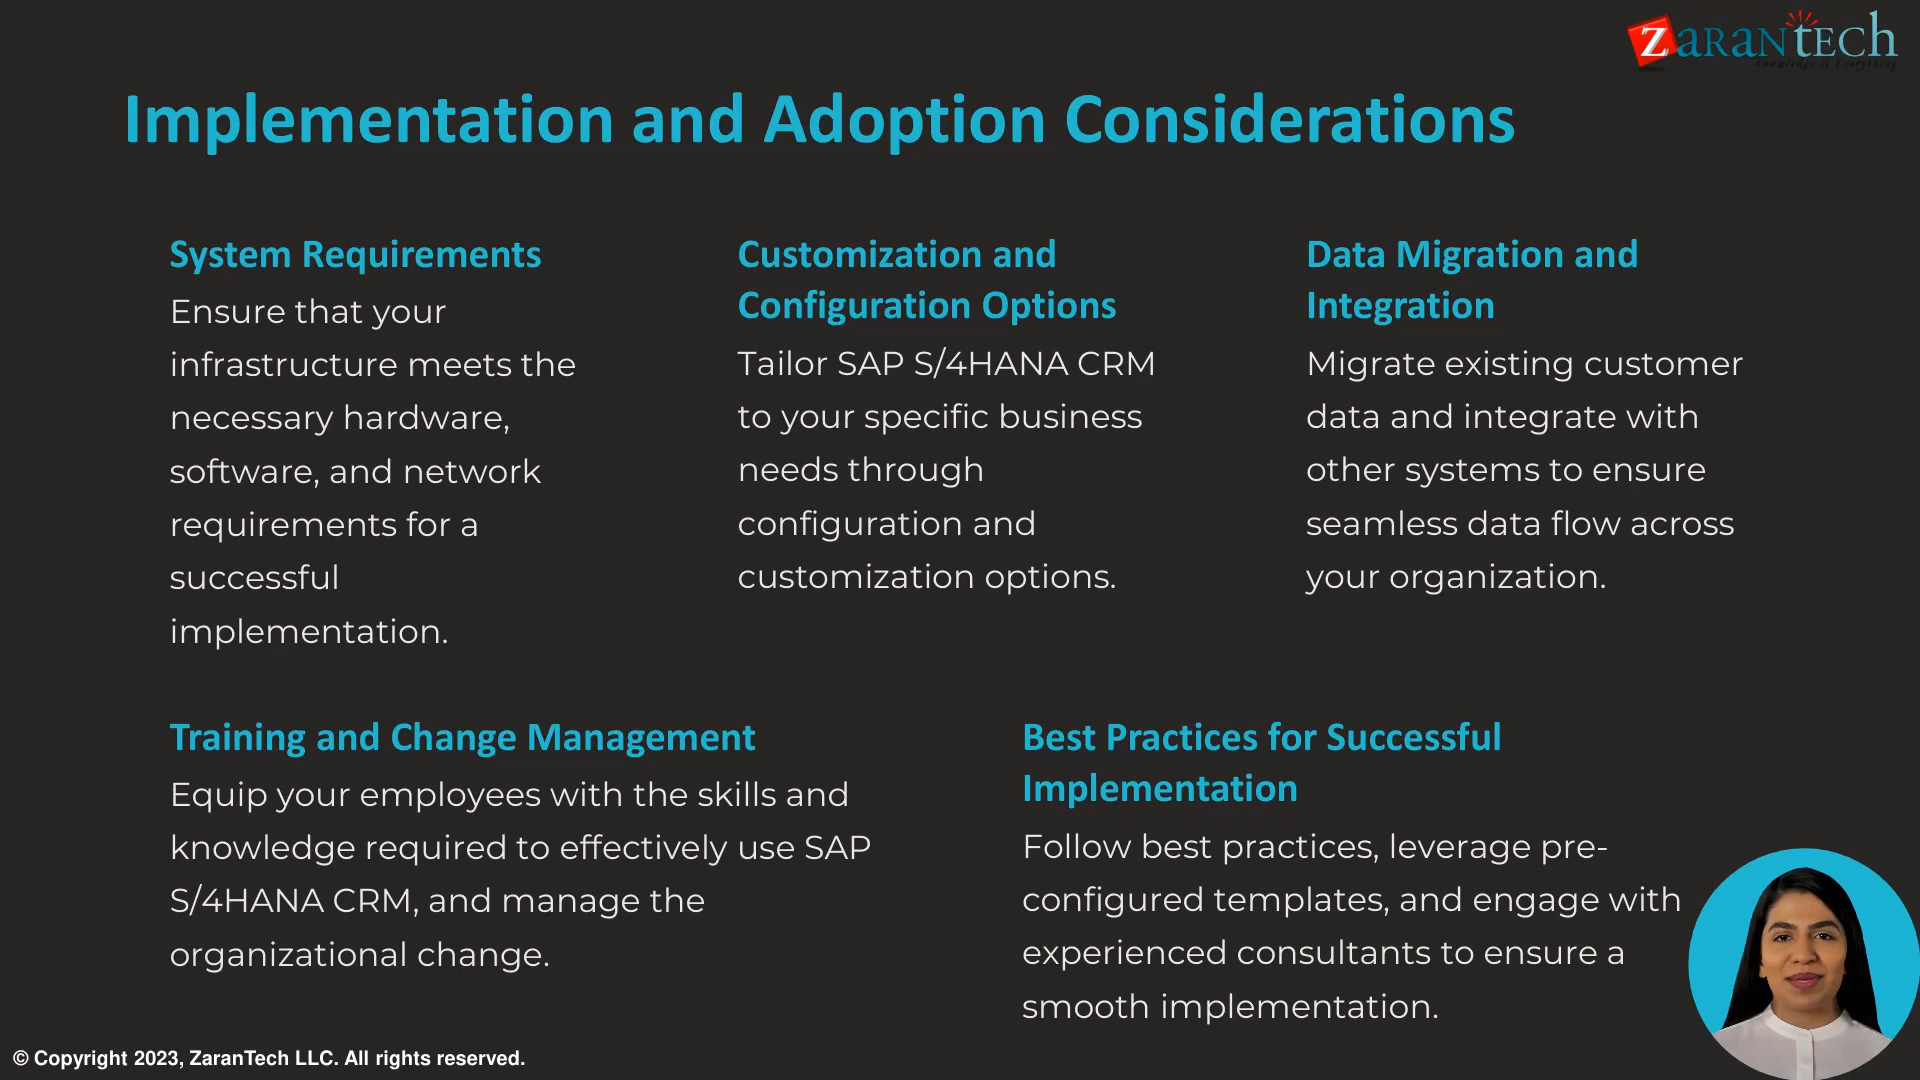 ZaranTech
knowledge is Everything
Implementation and Adoption Considerations
System Requirements
Ensure that your
infrastructure meets the
necessary hardware,
software, and network
requirements for a
successful
implementation.
Customization and
Configuration Options
Tailor SAP S/4HANA CRM
to your specific business
needs through
configuration and
customization options.
Data Migration and
Integration
Migrate existing customer
data and integrate with
other systems to ensure
seamless data flow across
your organization.
Training and Change Management
Equip your employees with the skills and
knowledge required to effectively use SAP
S/4HANA CRM, and manage the
organizational change.
Best Practices for Successful
Implementation
Follow best practices, leverage pre-
configured templates, and engage with
experienced consultants to ensure a
smooth implementation.
© Copyright 2023, ZaranTech LLC. All rights reserved.